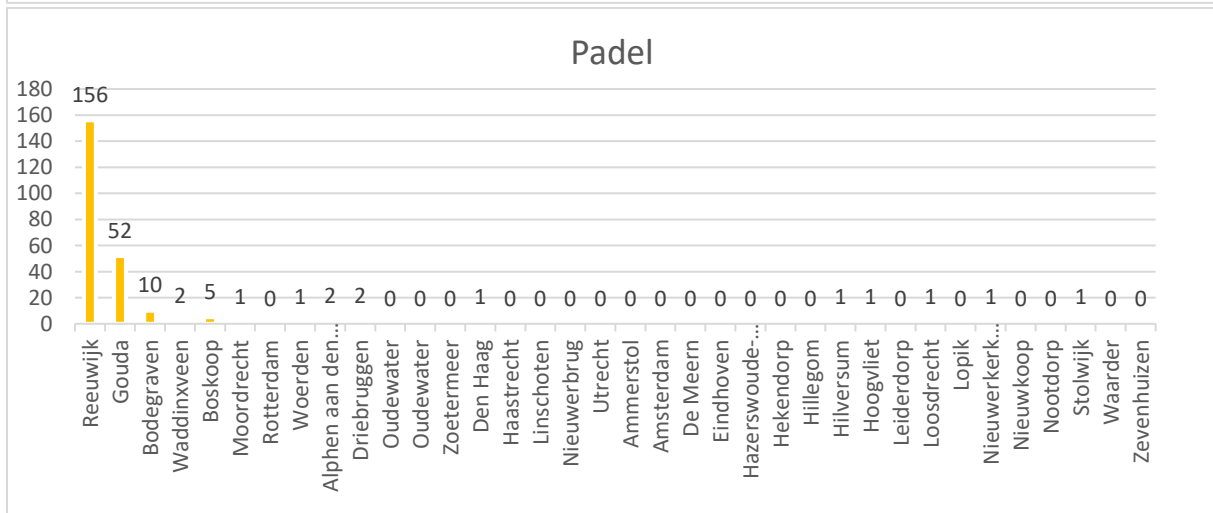 Padel
180
160
140
120
100
80
60
40
20
0
156
52
10
2
5
1
0
1
2
2
0
0
0
1
0
0
0
0
0
0
0
0
0
0
0
1
1
0
1
0
1
0
0
1
0
0
Reeuwijk
Gouda
Bodegraven
Waddinxveen
Boskoop
Moordrecht
Rotterdam
Woerden
Alphen aan den…
Driebruggen
Oudewater
Oudewater
Zoetermeer
Den Haag
Haastrecht
Linschoten
Nieuwerbrug
Utrecht
Ammerstol
Amsterdam
De Meern
Eindhoven
Hazerswoude-…
Hekendorp
Hillegom
Hilversum
Hoogvliet
Leiderdorp
Loosdrecht
Lopik
Nieuwerkerk…
Nieuwkoop
Nootdorp
Stolwijk
Waarder
Zevenhuizen